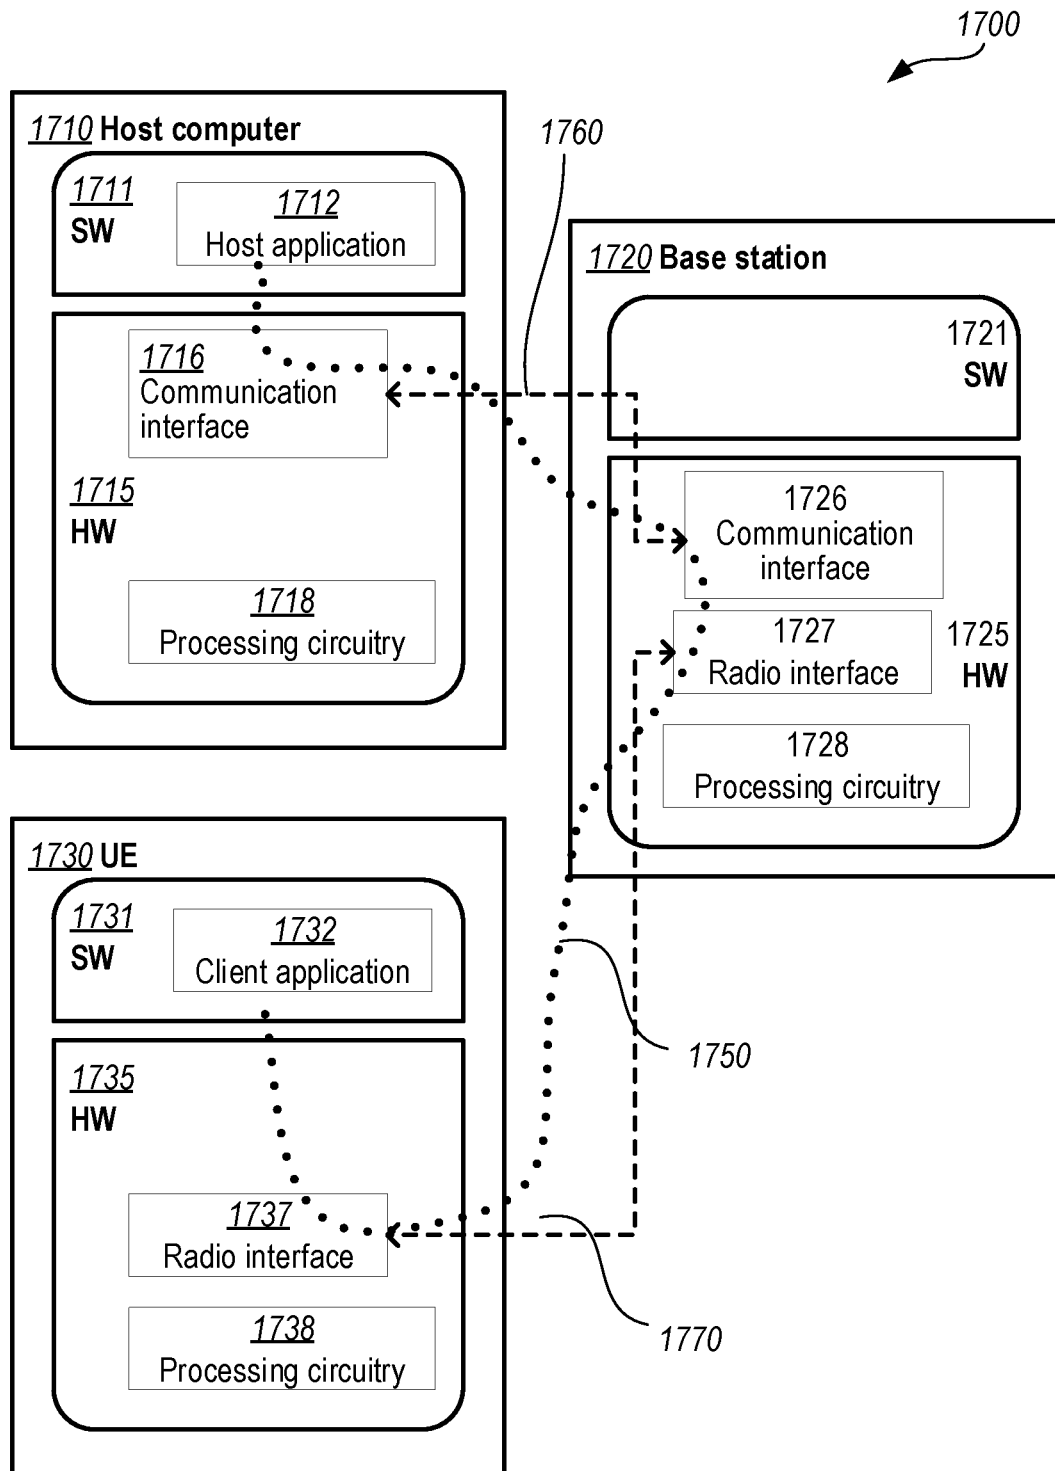 1700
1710 Host computer
1711
SW
1712
Host application
1760
1716
Communication
interface
1715
HW
1718
Processing circuitry
1720 Base station
1721
SW
1726
Communication
interface
1727
Radio interface
1725
HW
1728
Processing circuitry
1730 UE
1731
SW
1732
Client application
1750
1735
HW
1737
Radio interface
1770
1738
Processing circuitry